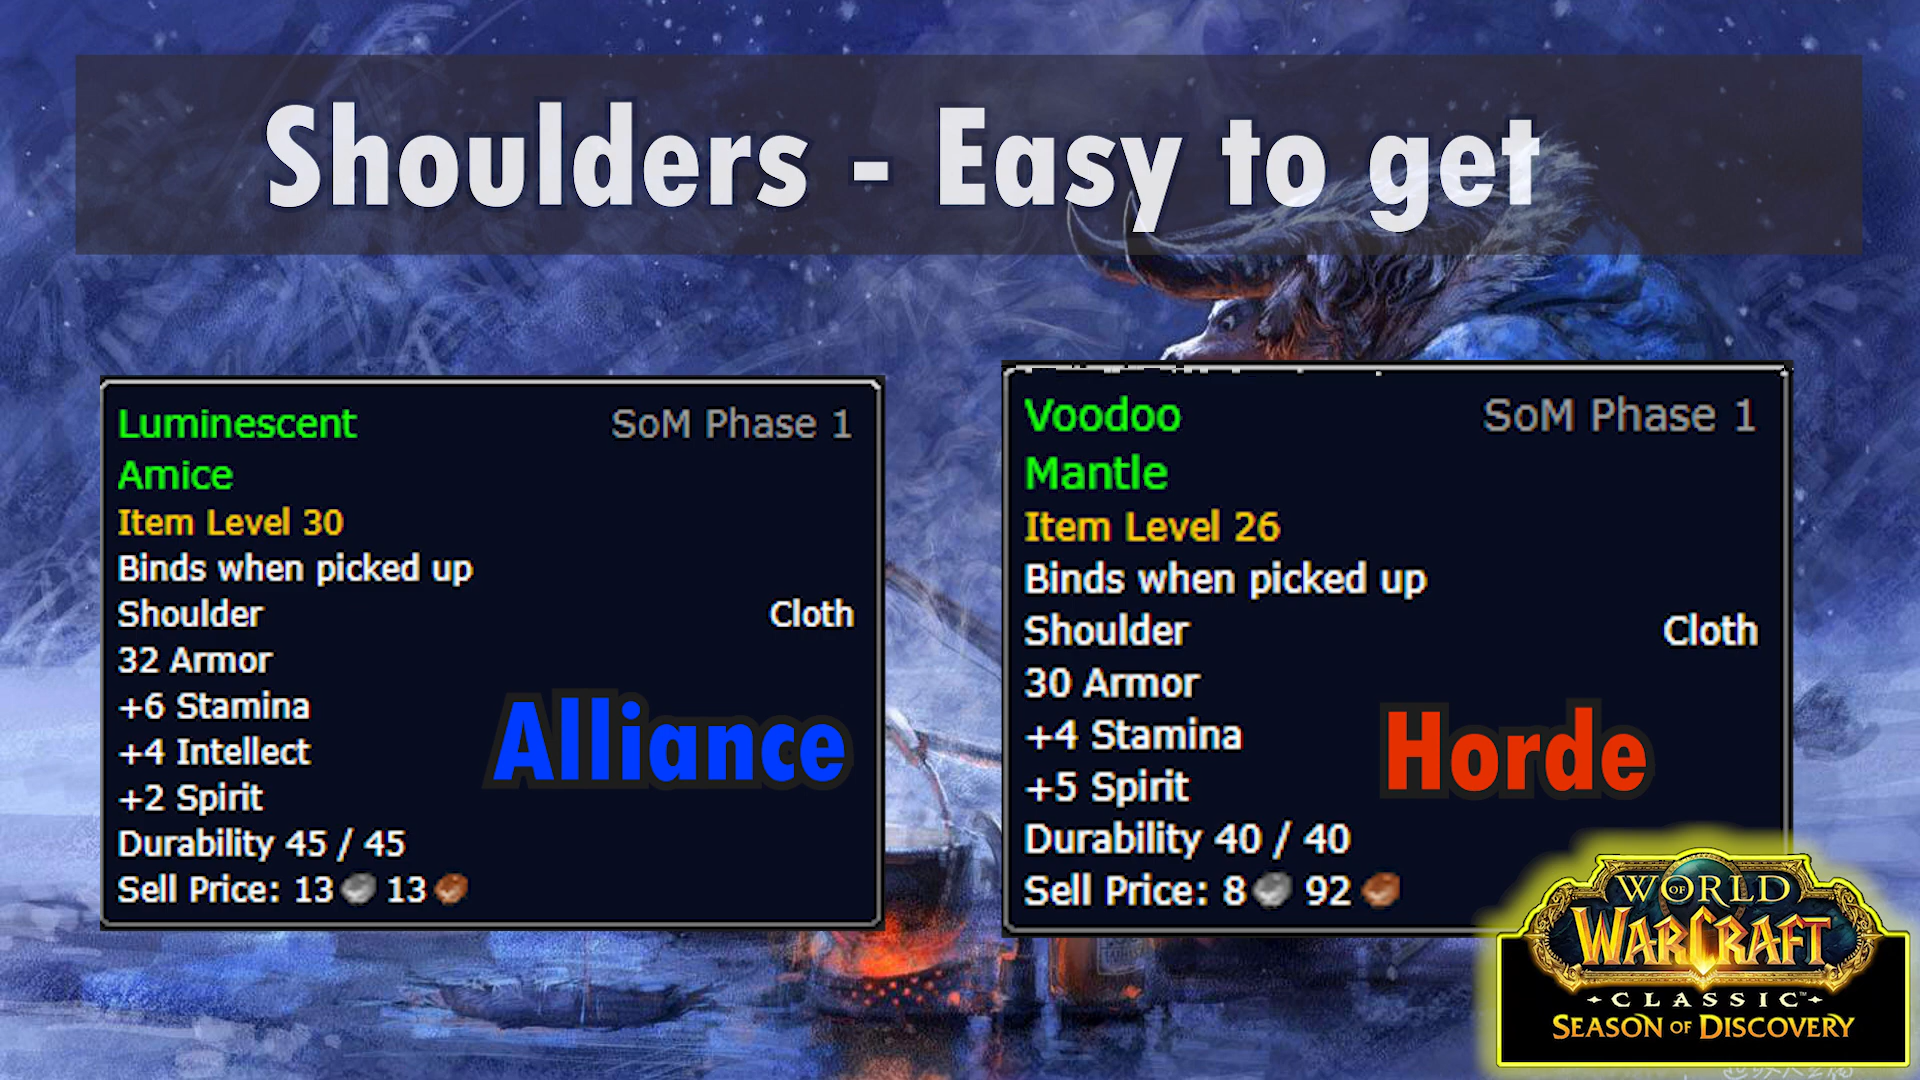 Shoulders - Easy to get
Luminescent Amice
SoM Phase 1
Item Level 30
Binds when picked up
Shoulder Cloth
32 Armor
+6 Stamina
+4 Intellect
+2 Spirit
Durability 45 / 45
Sell Price: 13 13
Alliance
Voodoo Mantle
SoM Phase 1
Item Level 26
Binds when picked up
Shoulder Cloth
30 Armor
+4 Stamina
+5 Spirit
Durability 40 / 40
Sell Price: 8 92
Horde
WORLD OF WARCRAFT
CLASSIC™
SEASON OF DISCOVERY